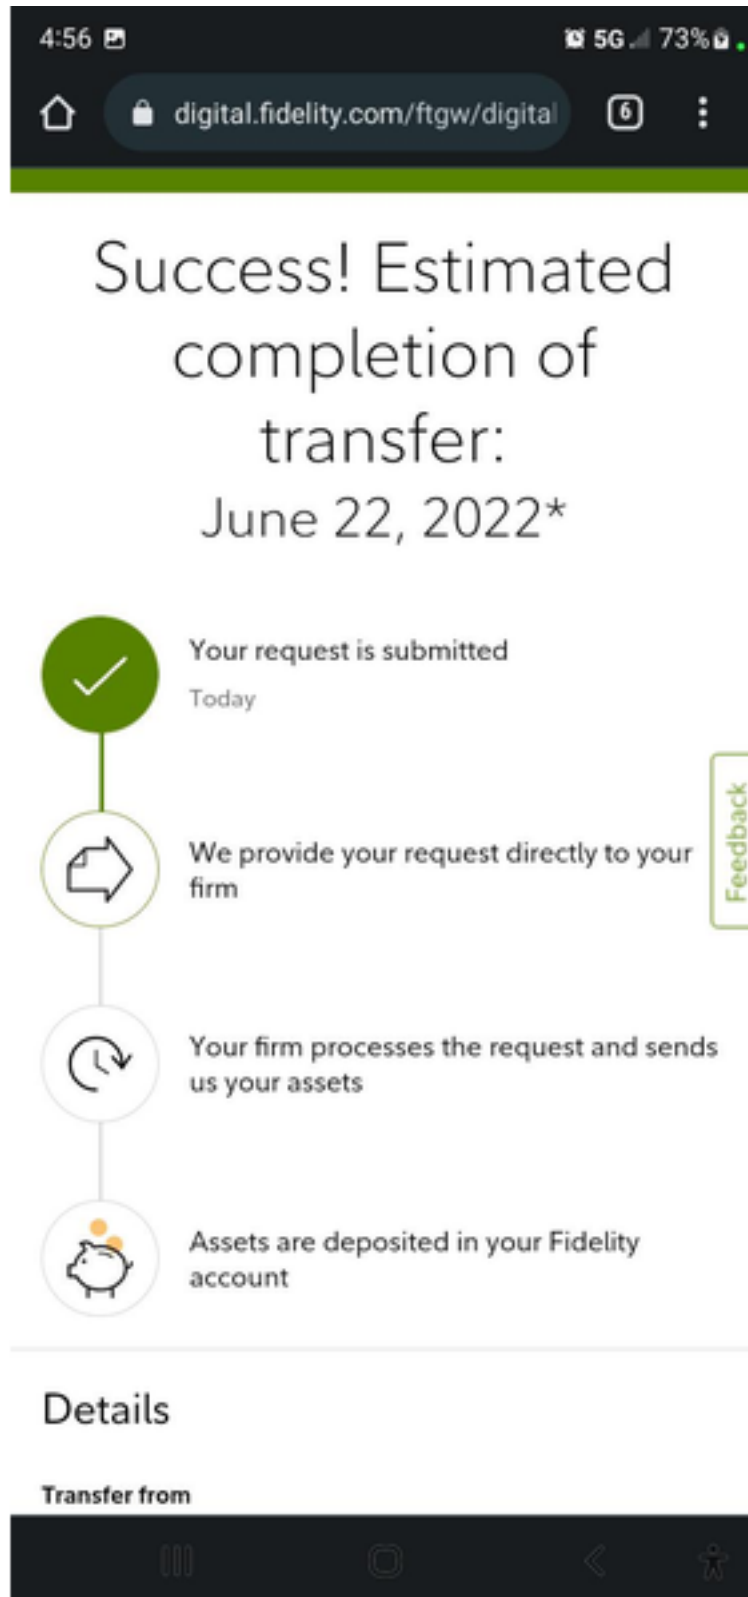 4:56 5G 73%
digital.fidelity.com/ftgw/digital 6
Success! Estimated
completion of
transfer:
June 22, 2022*
Your request is submitted
Today
Feedback
We provide your request directly to your
firm
Your firm processes the request and sends
us your assets
Assets are deposited in your Fidelity
account
Details
Transfer from